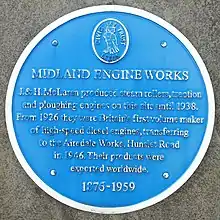 MIDLAND ENGINE WORKS
J.& H. McLaren produced steam rollers, traction
and ploughing engines on this site until 1938.
From 1926 they were Britain's first volume maker
of high-speed diesel engines, transferring
to the Airedale Works, Hunslet Road
in 1946. Their products were
exported worldwide.
1876-1959